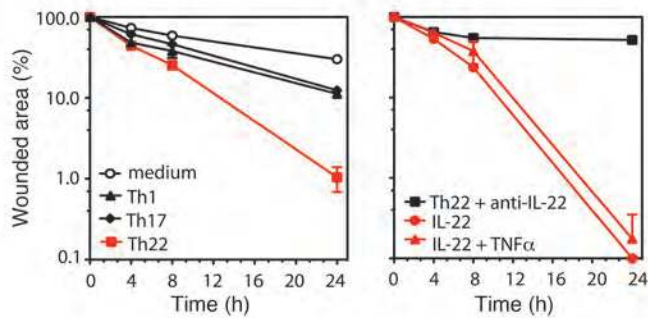 Wounded area (%)
100.0
10.0
1.0
0.1
medium
Th1
Th17
Th22
0 4 8 12 16 20 24
Time (h)
Th22 + anti-IL-22
IL-22
IL-22 + TNFα
0 4 8 12 16 20 24
Time (h)